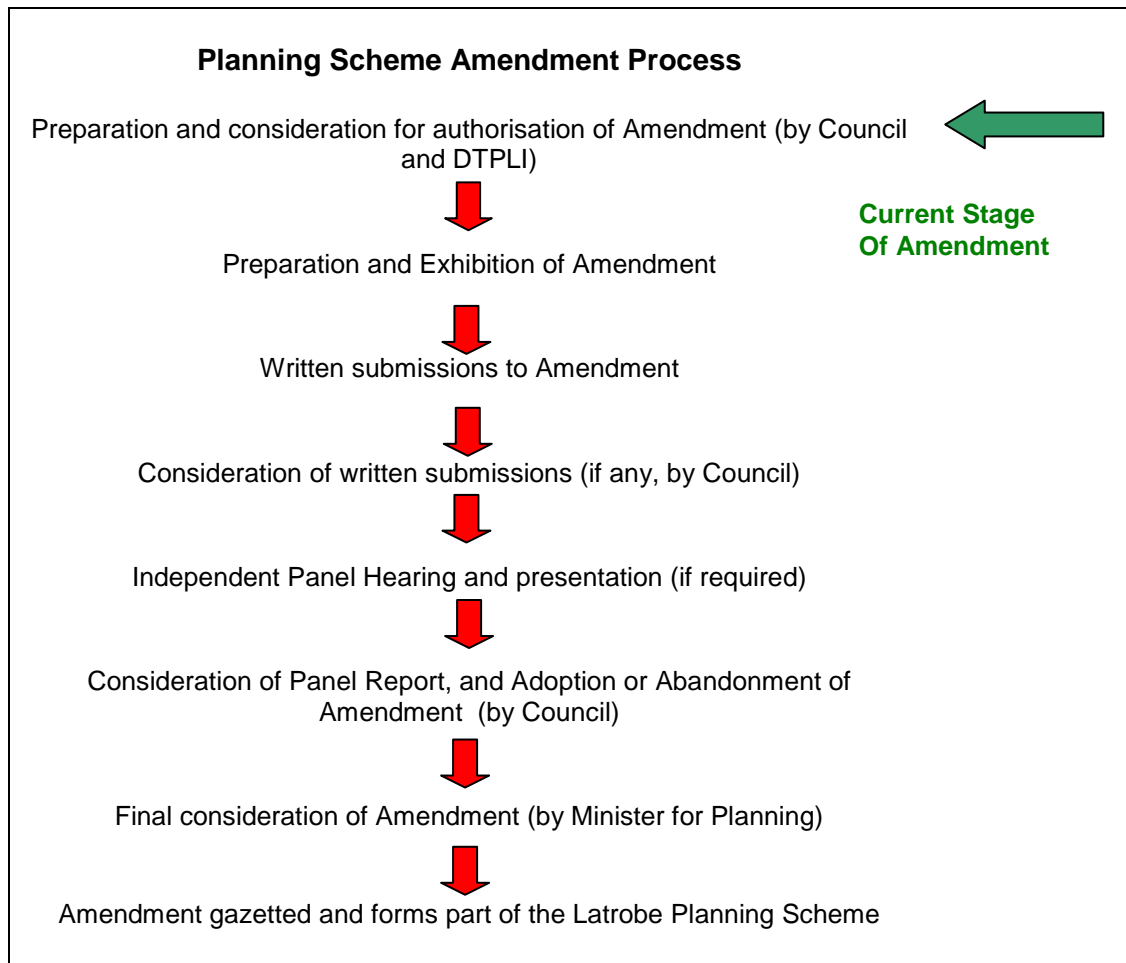 Planning Scheme Amendment Process
Preparation and consideration for authorisation of Amendment (by Council
and DTPLI)
Current Stage
Of Amendment
Preparation and Exhibition of Amendment
Written submissions to Amendment
Consideration of written submissions (if any, by Council)
Independent Panel Hearing and presentation (if required)
Consideration of Panel Report, and Adoption or Abandonment of
Amendment  (by Council)
Final consideration of Amendment (by Minister for Planning)
Amendment gazetted and forms part of the Latrobe Planning Scheme